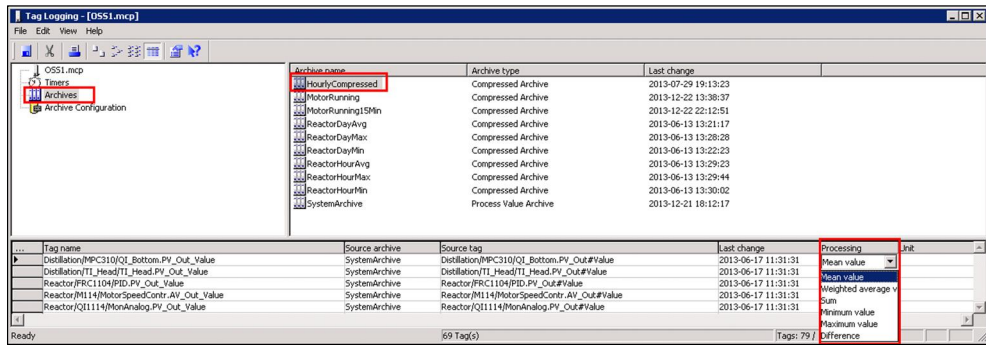 Tag Logging - [OSS1.mcp]
File Edit View Help
OSS1.mcp
Timers
Archives
Archive Configuration
Archive name Archive type Last change
HourlyCompressed Compressed Archive 2013-07-29 19:13:23
MotorRunning Compressed Archive 2013-12-22 13:38:37
MotorRunning15Min Compressed Archive 2013-12-22 22:12:51
ReactorDayAvg Compressed Archive 2013-06-13 13:21:17
ReactorDayMax Compressed Archive 2013-06-13 13:28:28
ReactorDayMin Compressed Archive 2013-06-13 13:22:23
ReactorHourAvg Compressed Archive 2013-06-13 13:29:23
ReactorHourMax Compressed Archive 2013-06-13 13:29:44
ReactorHourMin Compressed Archive 2013-06-13 13:30:02
SystemArchive Process Value Archive 2013-12-21 18:12:17
... Tag name Source archive Source tag Last change Processing Unit
Distillation/MPC310/QI_Bottom.PV_Out_Value SystemArchive Distillation/MPC310/QI_Bottom.PV_Out#Value 2013-06-17 11:31:31 Mean value
Distillation/TI_Head/TI_Head.PV_Out_Value SystemArchive Distillation/TI_Head/TI_Head.PV_Out#Value 2013-06-17 11:31:31 Mean value
Reactor/FRC1104/PID.PV_Out_Value SystemArchive Reactor/FRC1104/PID.PV_Out#Value 2013-06-17 11:31:31 Weighted average v
Reactor/M114/MotorSpeedContr.AV_Out_Value SystemArchive Reactor/M114/MotorSpeedContr.AV_Out#Value 2013-06-17 11:31:31 Sum
Reactor/QI1114/MonAnalog.PV_Out_Value SystemArchive Reactor/QI1114/MonAnalog.PV_Out#Value 2013-06-17 11:31:31 Minimum value
Maximum value
Ready 69 Tag(s) Tags: 79 / Difference